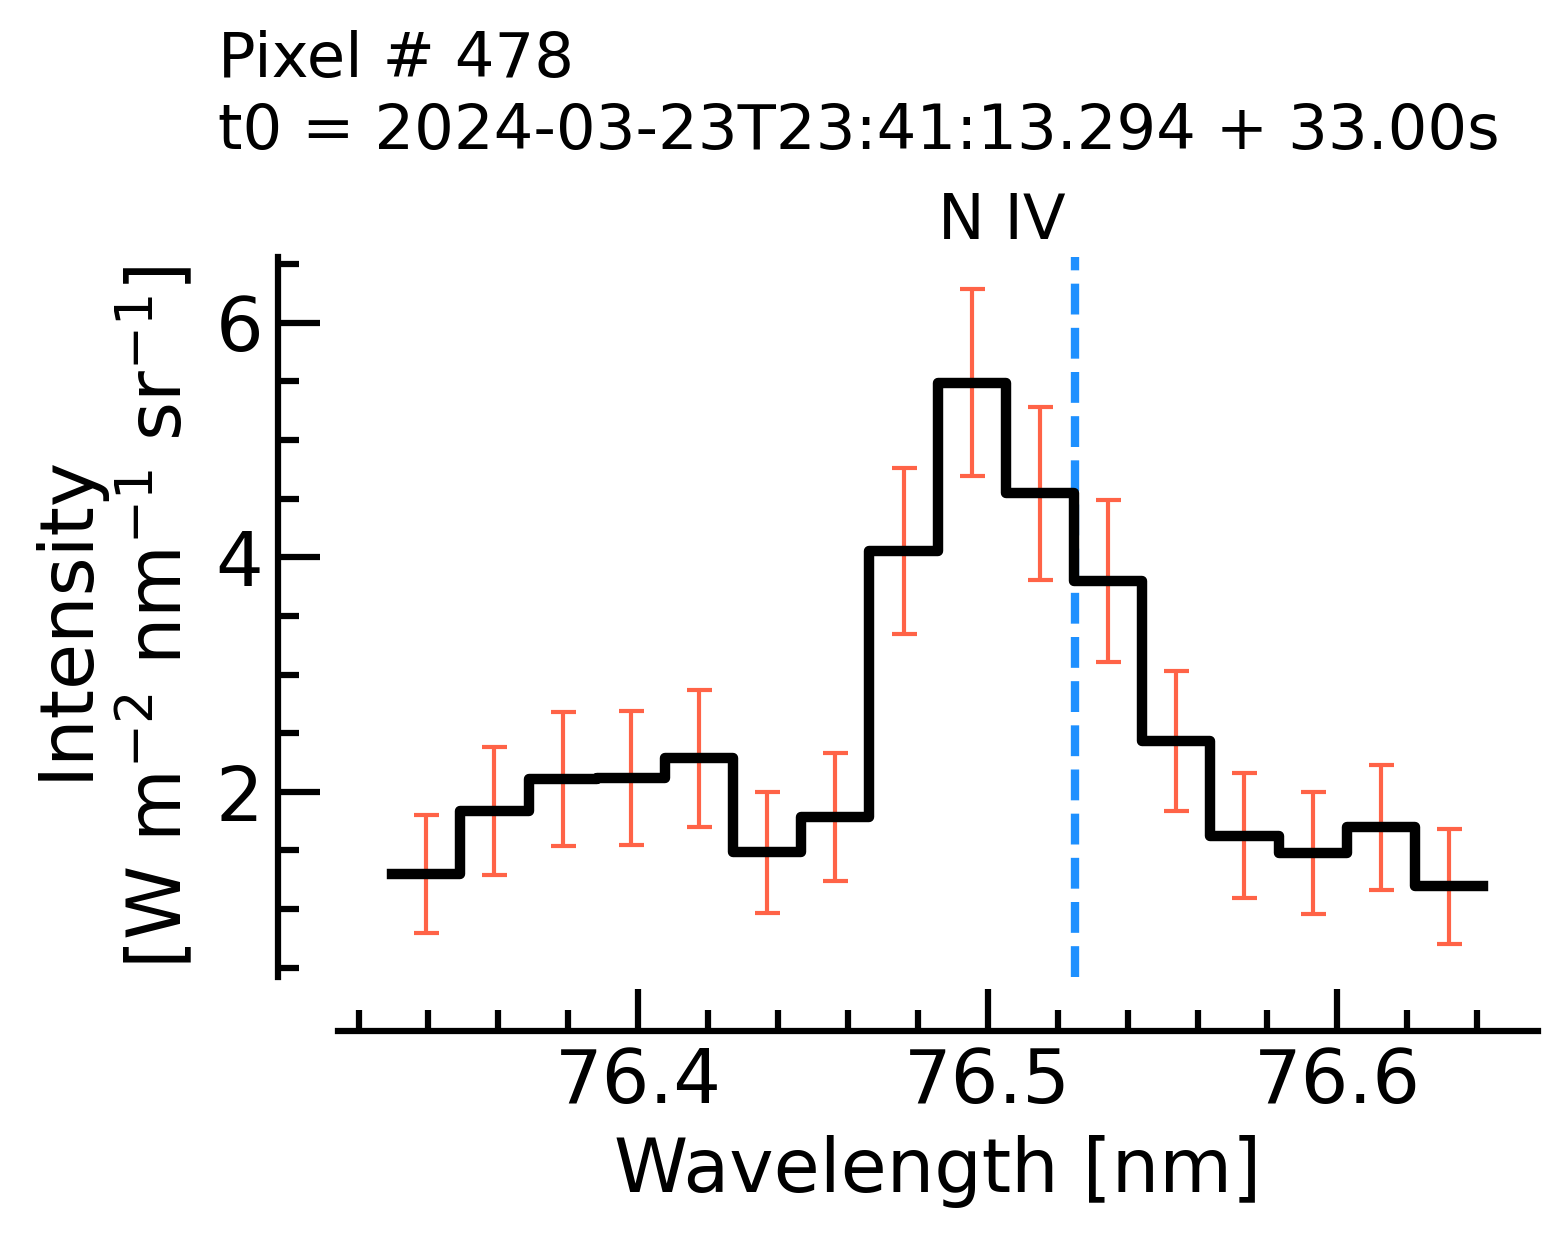 Pixel # 478
t0 = 2024-03-23T23:41:13.294 + 33.00s
N IV
Intensity
[W m⁻² nm⁻¹ sr⁻¹]
6
4
2
76.4 76.5 76.6
Wavelength [nm]